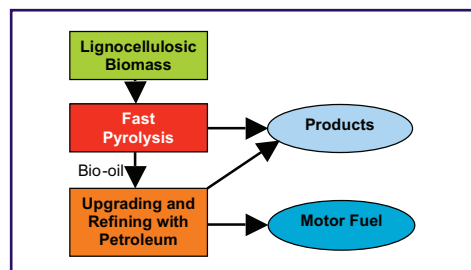 Lignocellulosic
Biomass
Fast
Pyrolysis
Products
Bio-oil
Upgrading and
Refining with
Petroleum
Motor Fuel